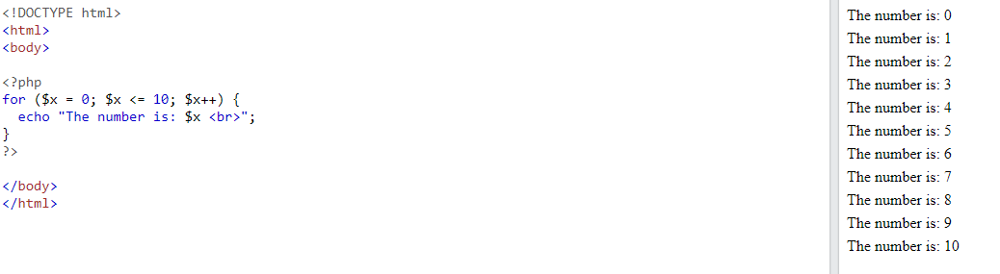 <!DOCTYPE html>
<html>
<body>

<?php
for ($x = 0; $x <= 10; $x++) {
  echo "The number is: $x <br>";
}
?>

</body>
</html>
The number is: 0
The number is: 1
The number is: 2
The number is: 3
The number is: 4
The number is: 5
The number is: 6
The number is: 7
The number is: 8
The number is: 9
The number is: 10